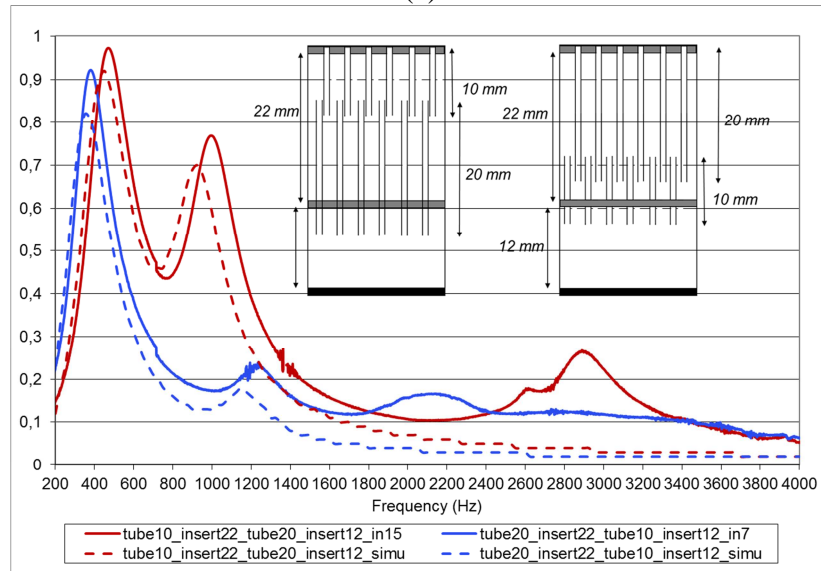 1
0,9
0,8
0,7
0,6
0,5
0,4
0,3
0,2
0,1
0
200 400 600 800 1000 1200 1400 1600 1800 2000 2200 2400 2600 2800 3000 3200 3400 3600 3800 4000
Frequency (Hz)
22 mm
10 mm
20 mm
22 mm
20 mm
10 mm
12 mm
tube10_insert22_tube20_insert12_in15
tube20_insert22_tube10_insert12_in7
tube10_insert22_tube20_insert12_simu
tube20_insert22_tube10_insert12_simu